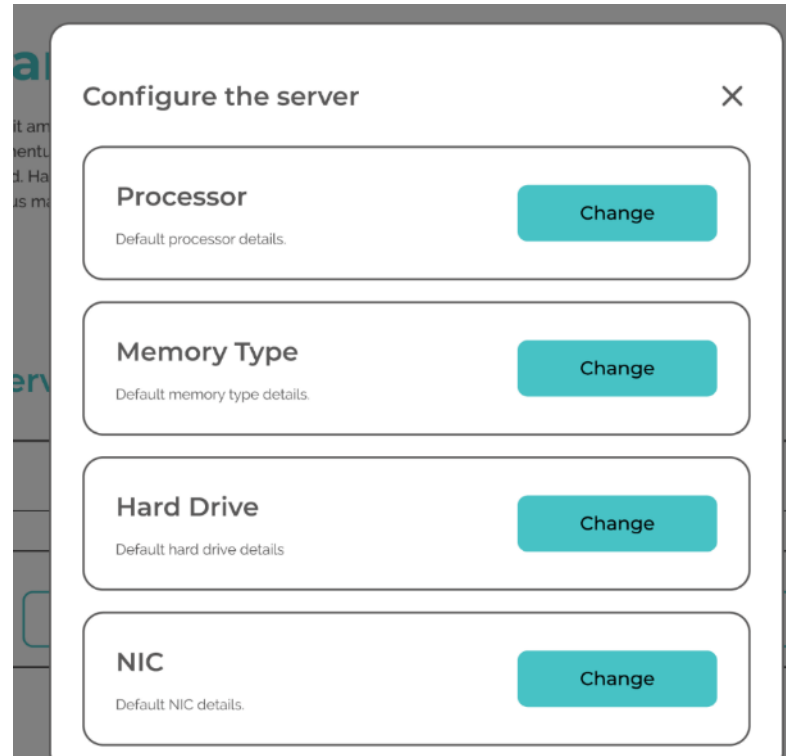 Configure the server
Processor
Default processor details.
Change
Memory Type
Default memory type details.
Change
Hard Drive
Default hard drive details
Change
NIC
Default NIC details.
Change